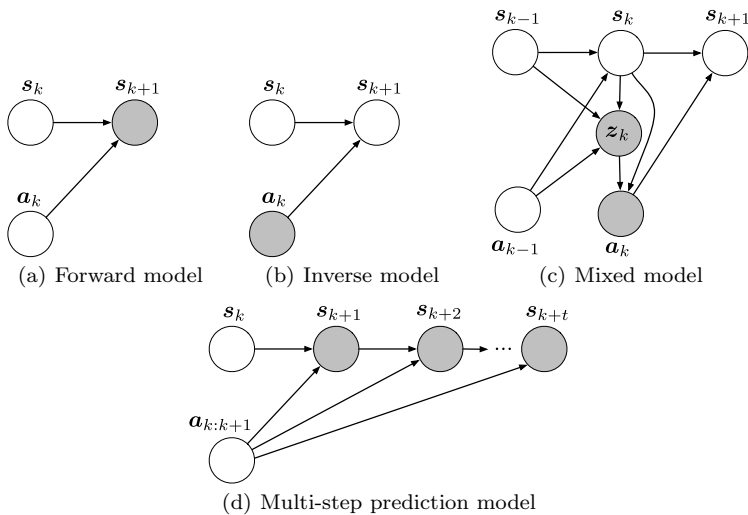 s_{k-1} s_k s_{k+1}
s_k s_{k+1} s_k s_{k+1}
z_k
a_k a_k
a_{k-1} a_k
(a) Forward model (b) Inverse model (c) Mixed model
s_k s_{k+1} s_{k+2} s_{k+t}
...
a_{k:k+1}
(d) Multi-step prediction model